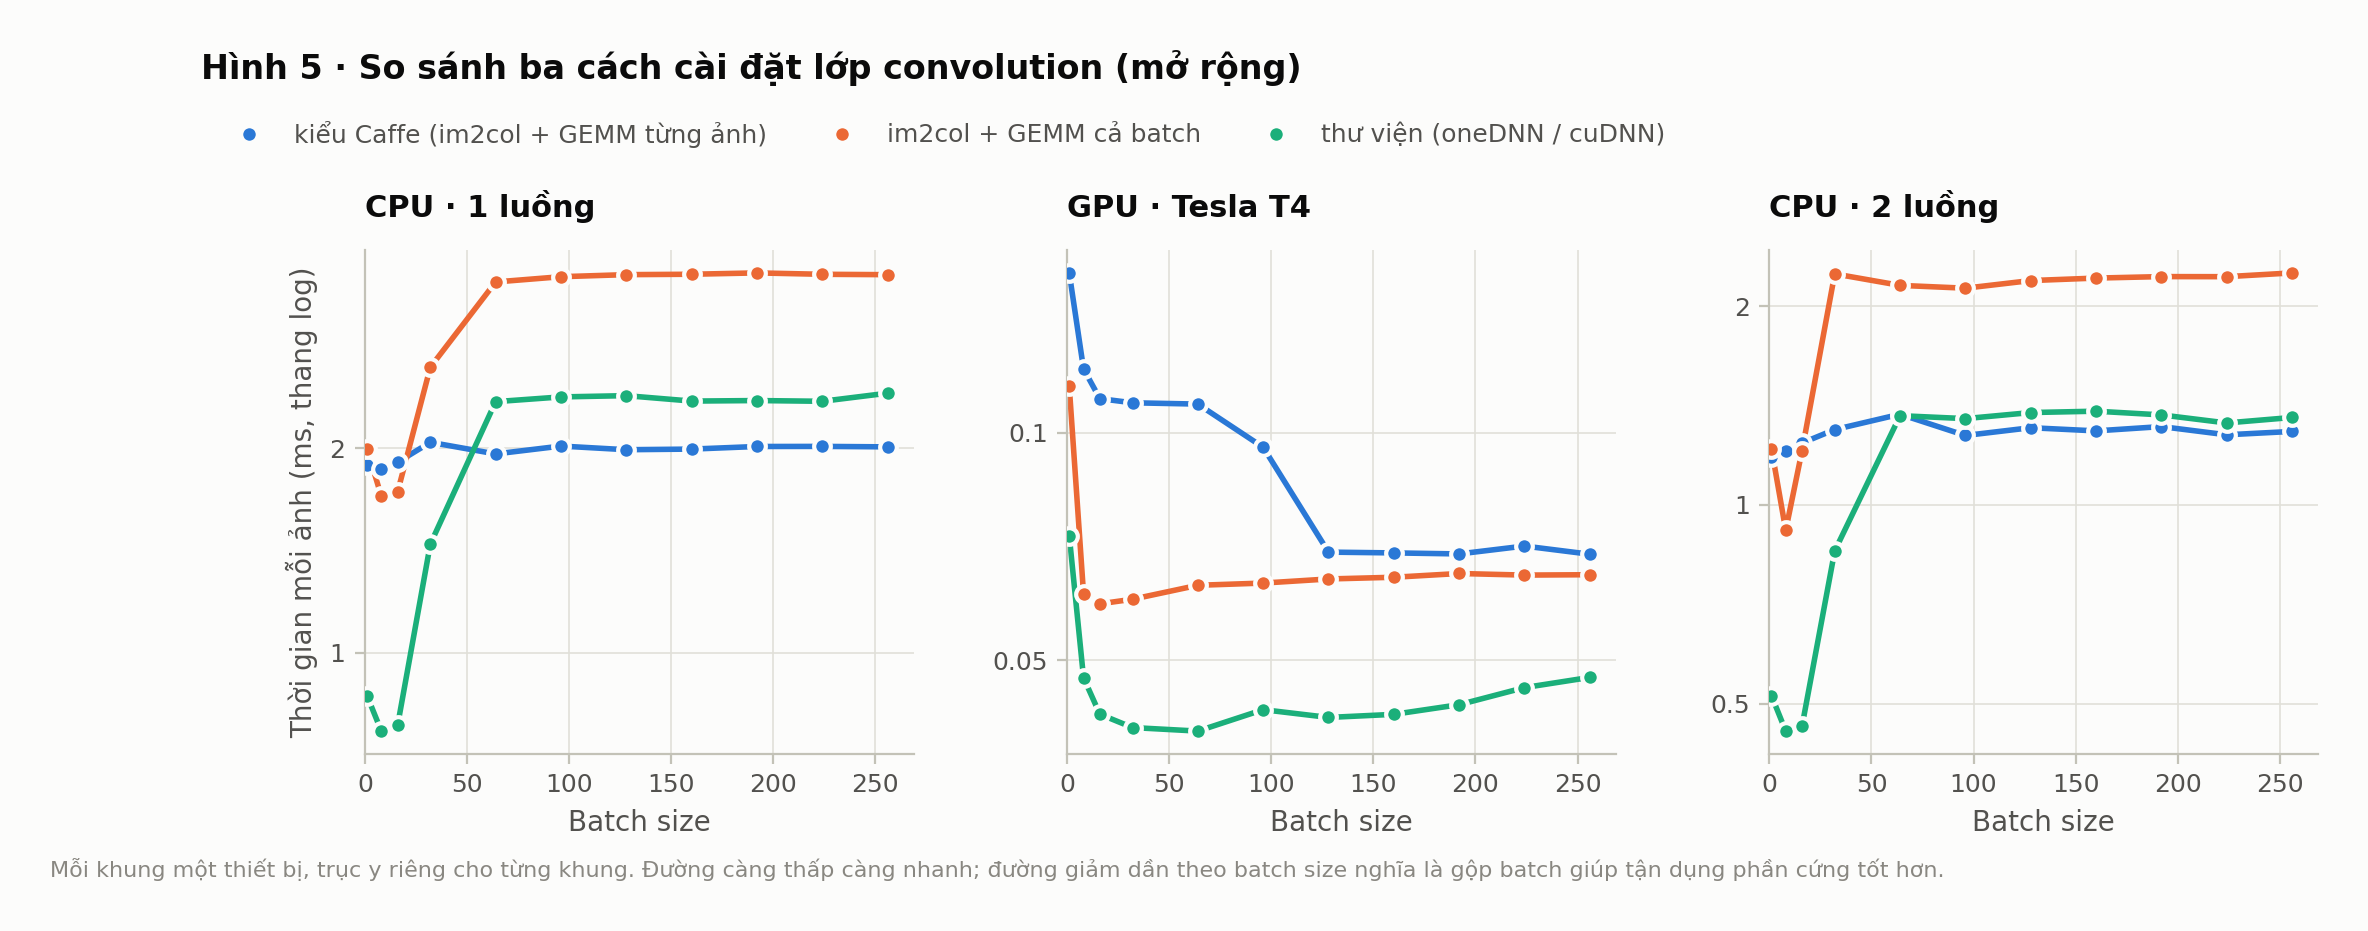 Hình 5 · So sánh ba cách cài đặt lớp convolution (mở rộng)
kiểu Caffe (im2col + GEMM từng ảnh)
im2col + GEMM cả batch
thư viện (oneDNN / cuDNN)
CPU · 1 luồng
Thời gian mỗi ảnh (ms, thang log)
2
1
0 50 100 150 200 250
Batch size
GPU · Tesla T4
0.1
0.05
0 50 100 150 200 250
Batch size
CPU · 2 luồng
2
1
0.5
0 50 100 150 200 250
Batch size
Mỗi khung một thiết bị, trục y riêng cho từng khung. Đường càng thấp càng nhanh; đường giảm dần theo batch size nghĩa là gộp batch giúp tận dụng phần cứng tốt hơn.